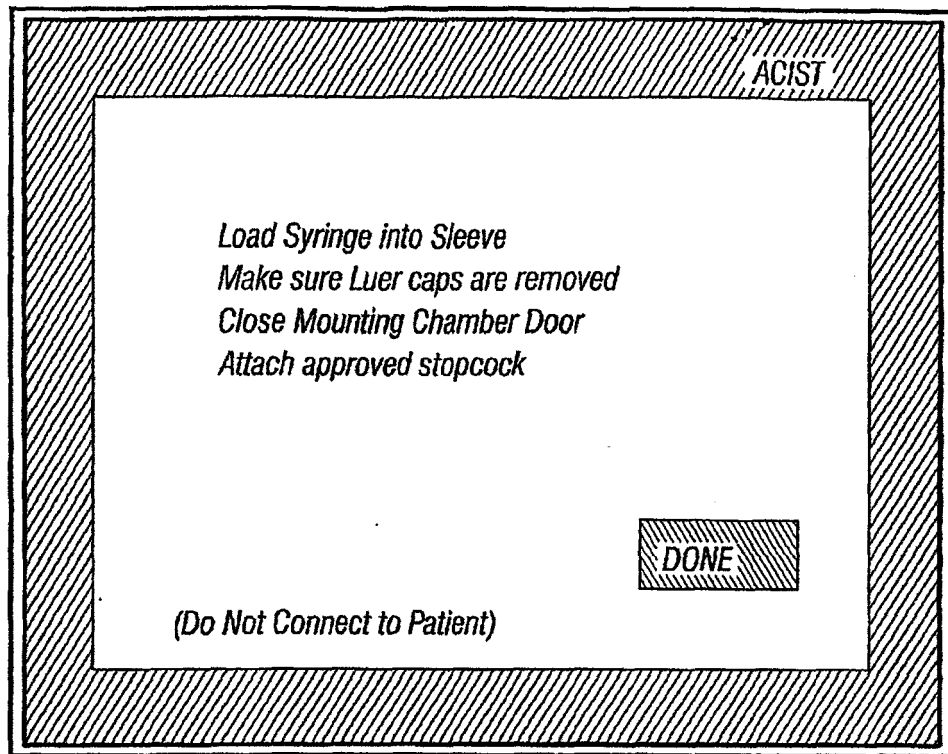 ACIST
Load Syringe into Sleeve
Make sure Luer caps are removed
Close Mounting Chamber Door
Attach approved stopcock
DONE
(Do Not Connect to Patient)